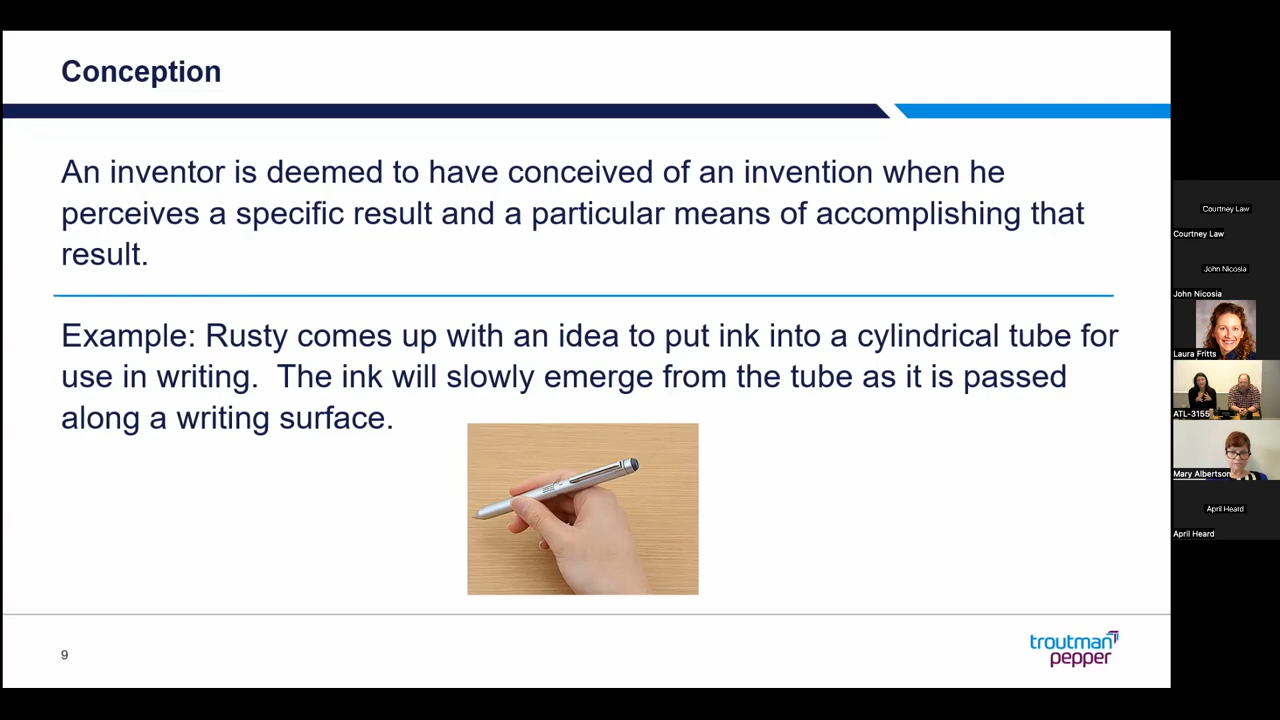 Conception
An inventor is deemed to have conceived of an invention when he
perceives a specific result and a particular means of accomplishing that
result.
Example: Rusty comes up with an idea to put ink into a cylindrical tube for
use in writing.  The ink will slowly emerge from the tube as it is passed
along a writing surface.
9
troutman
pepper
Courtney Law
Courtney Law
John Nicosia
John Nicosia
Laura Fritts
ATL-3155
Mary Albertson
April Heard
April Heard